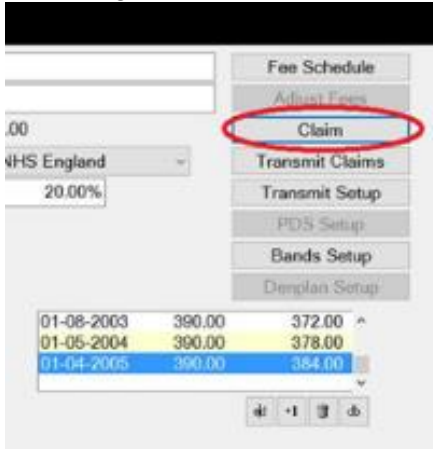 Fee Schedule
Adjust Fees
.00
Claim
NHS England
Transmit Claims
20.00%
Transmit Setup
PDS Setup
Bands Setup
Denplan Setup
01-08-2003 390.00 372.00
01-05-2004 390.00 378.00
01-04-2005 390.00 384.00